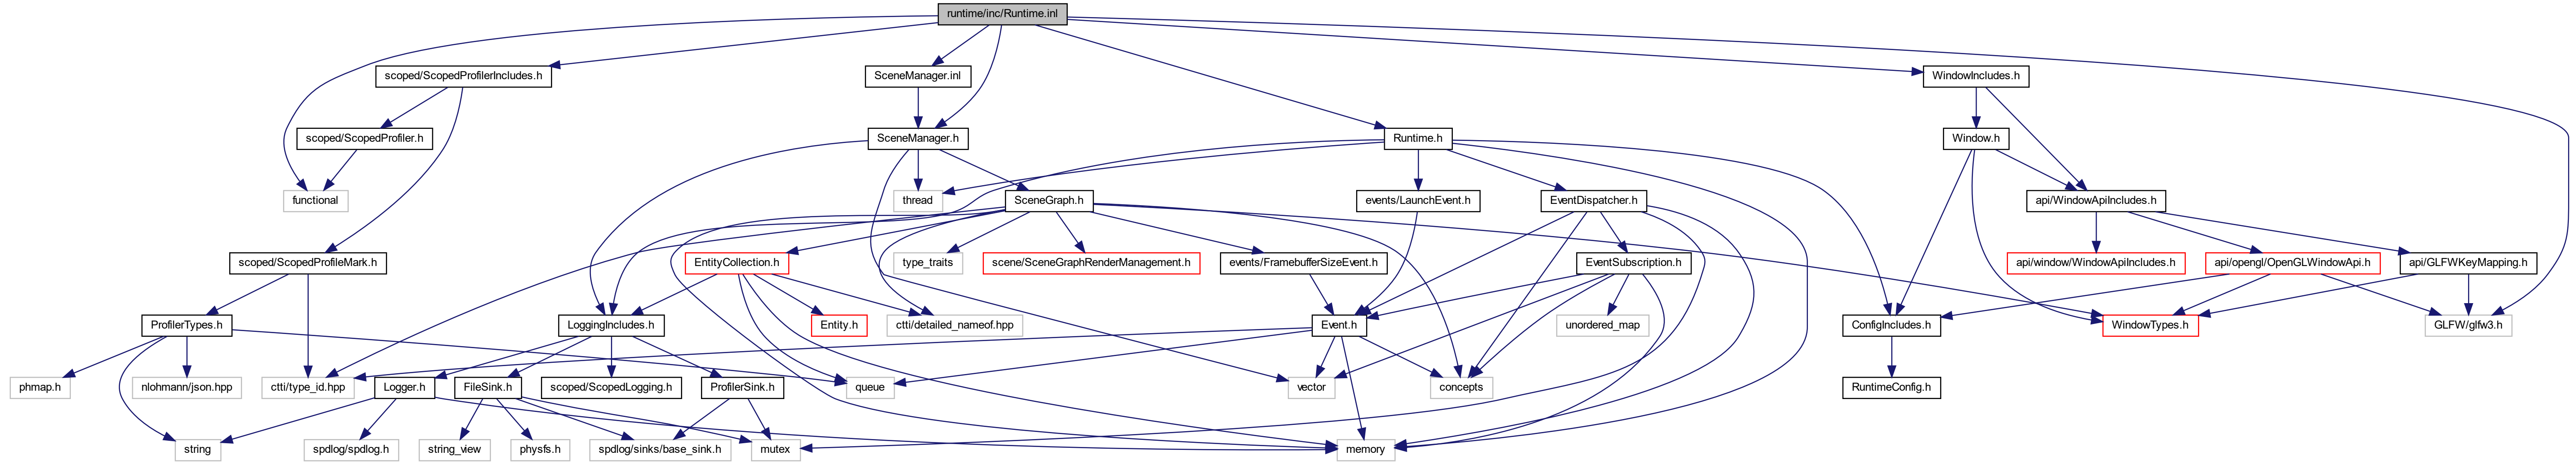 runtime/inc/Runtime.inl
scoped/ScopedProfilerIncludes.h
SceneManager.inl
WindowIncludes.h
scoped/ScopedProfiler.h
SceneManager.h
Runtime.h
Window.h
functional
thread
SceneGraph.h
events/LaunchEvent.h
EventDispatcher.h
api/WindowApiIncludes.h
scoped/ScopedProfileMark.h
EntityCollection.h
type_traits
scene/SceneGraphRenderManagement.h
events/FramebufferSizeEvent.h
EventSubscription.h
api/window/WindowApiIncludes.h
api/opengl/OpenGLWindowApi.h
api/GLFWKeyMapping.h
ProfilerTypes.h
LoggingIncludes.h
Entity.h
ctti/detailed_nameof.hpp
Event.h
unordered_map
ConfigIncludes.h
WindowTypes.h
GLFW/glfw3.h
phmap.h
nlohmann/json.hpp
ctti/type_id.hpp
Logger.h
FileSink.h
scoped/ScopedLogging.h
ProfilerSink.h
queue
vector
concepts
RuntimeConfig.h
string
spdlog/spdlog.h
string_view
physfs.h
spdlog/sinks/base_sink.h
mutex
memory